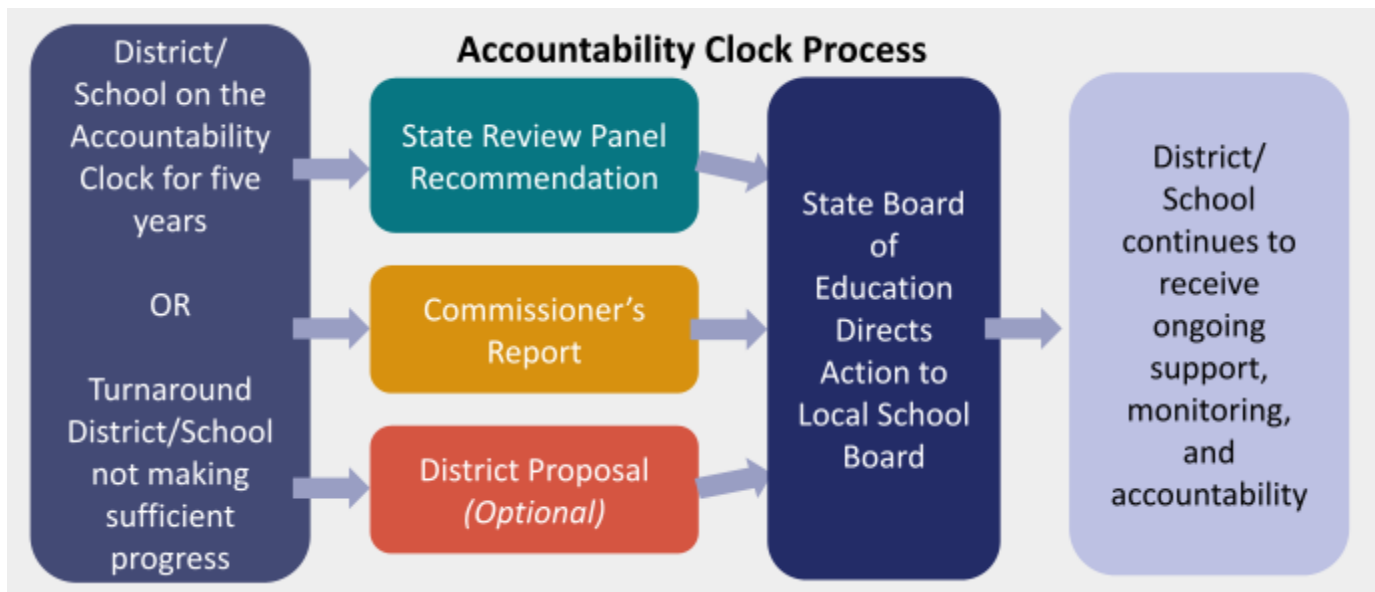 Accountability Clock Process
District/
School on the
Accountability
Clock for five
years
OR
Turnaround
District/School
not making
sufficient
progress
State Review Panel
Recommendation
Commissioner’s
Report
District Proposal
(Optional)
State Board
of
Education
Directs
Action to
Local School
Board
District/
School
continues to
receive
ongoing
support,
monitoring,
and
accountability